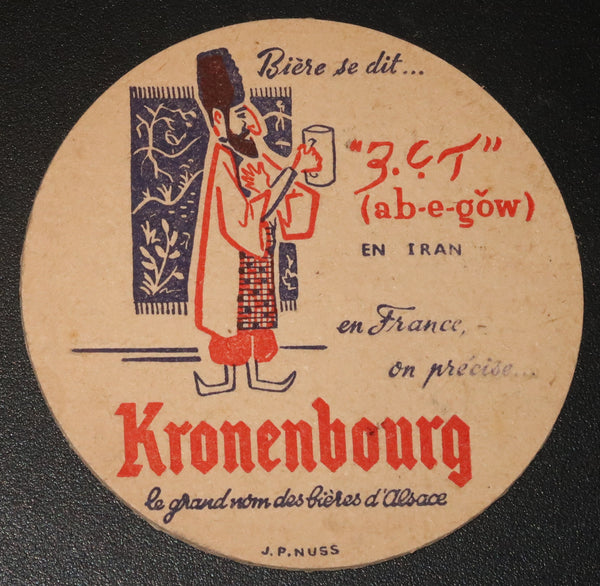 Bière se dit...
(ab-e-gŏw)
EN IRAN
en France,
on précise...
Kronenbourg
le grand nom des bières d'Alsace
J.P. NUSS